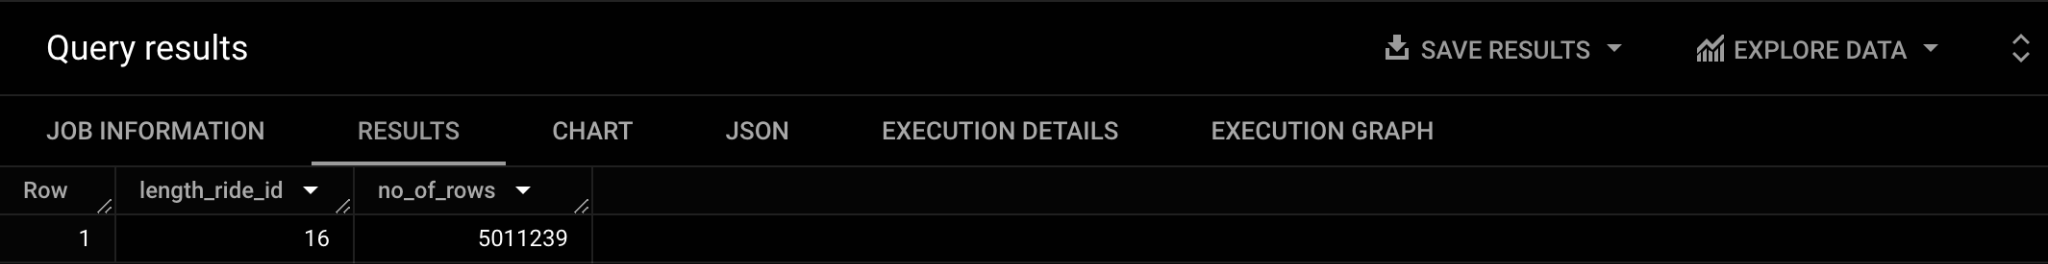 Query results SAVE RESULTS EXPLORE DATA
JOB INFORMATION RESULTS CHART JSON EXECUTION DETAILS EXECUTION GRAPH
Row length_ride_id no_of_rows
1 16 5011239